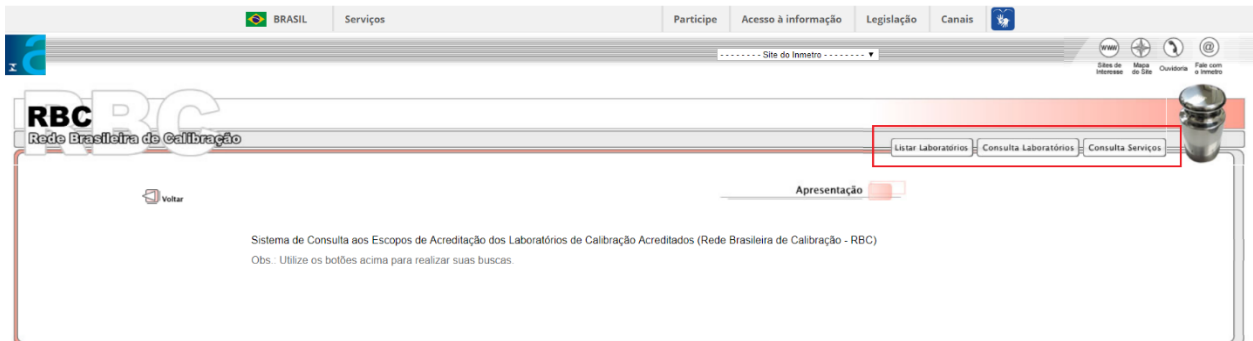 BRASIL Serviços Participe Acesso à informação Legislação Canais
- - - - - - - - Site do Inmetro - - - - - - - - ▼
www @
Sites de Interesse Mapa do Site Ouvidoria Fale com o Inmetro
RBC
RBC
Rede Brasileira de Calibração
Listar Laboratórios Consulta Laboratórios Consulta Serviços
Voltar
Apresentação
Sistema de Consulta aos Escopos de Acreditação dos Laboratórios de Calibração Acreditados (Rede Brasileira de Calibração - RBC)
Obs.: Utilize os botões acima para realizar suas buscas.